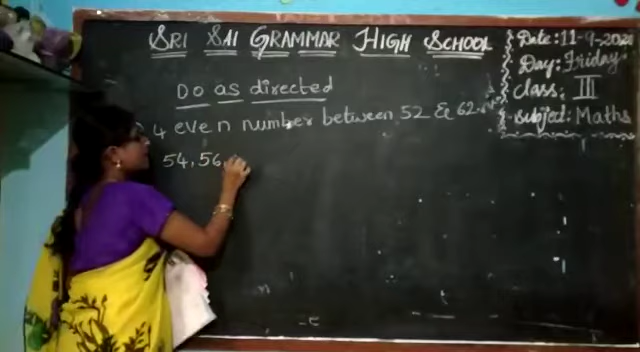 SRI SAI GRAMMAR HIGH SCHOOL
Date: 11-9-2021
Day: Friday
Class: III
Subject: Maths
Do as directed
4 even number between 52 & 62.
54, 56,